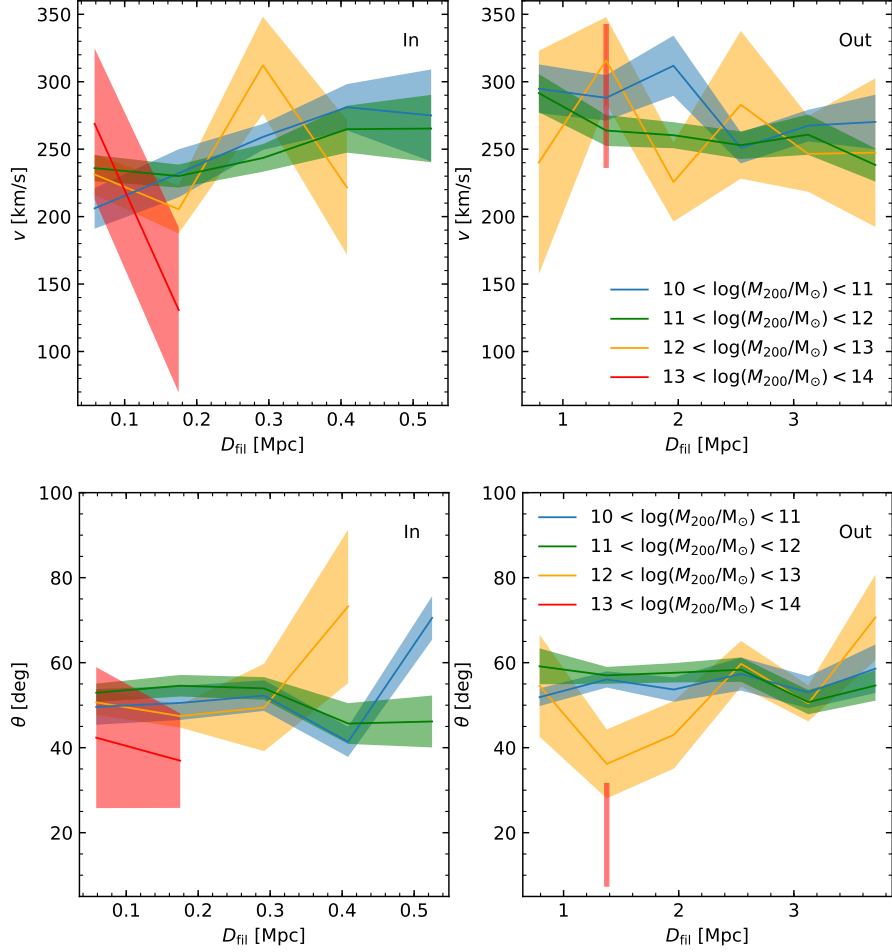 350
300
250
200
150
100
v [km/s]
In
0.1 0.2 0.3 0.4 0.5
D_fil [Mpc]
350
300
250
200
150
100
v [km/s]
Out
10 < log(M_200/M_⊙) < 11
11 < log(M_200/M_⊙) < 12
12 < log(M_200/M_⊙) < 13
13 < log(M_200/M_⊙) < 14
1 2 3
D_fil [Mpc]
100
80
60
40
20
θ [deg]
In
0.1 0.2 0.3 0.4 0.5
D_fil [Mpc]
100
80
60
40
20
θ [deg]
10 < log(M_200/M_⊙) < 11
Out
11 < log(M_200/M_⊙) < 12
12 < log(M_200/M_⊙) < 13
13 < log(M_200/M_⊙) < 14
1 2 3
D_fil [Mpc]